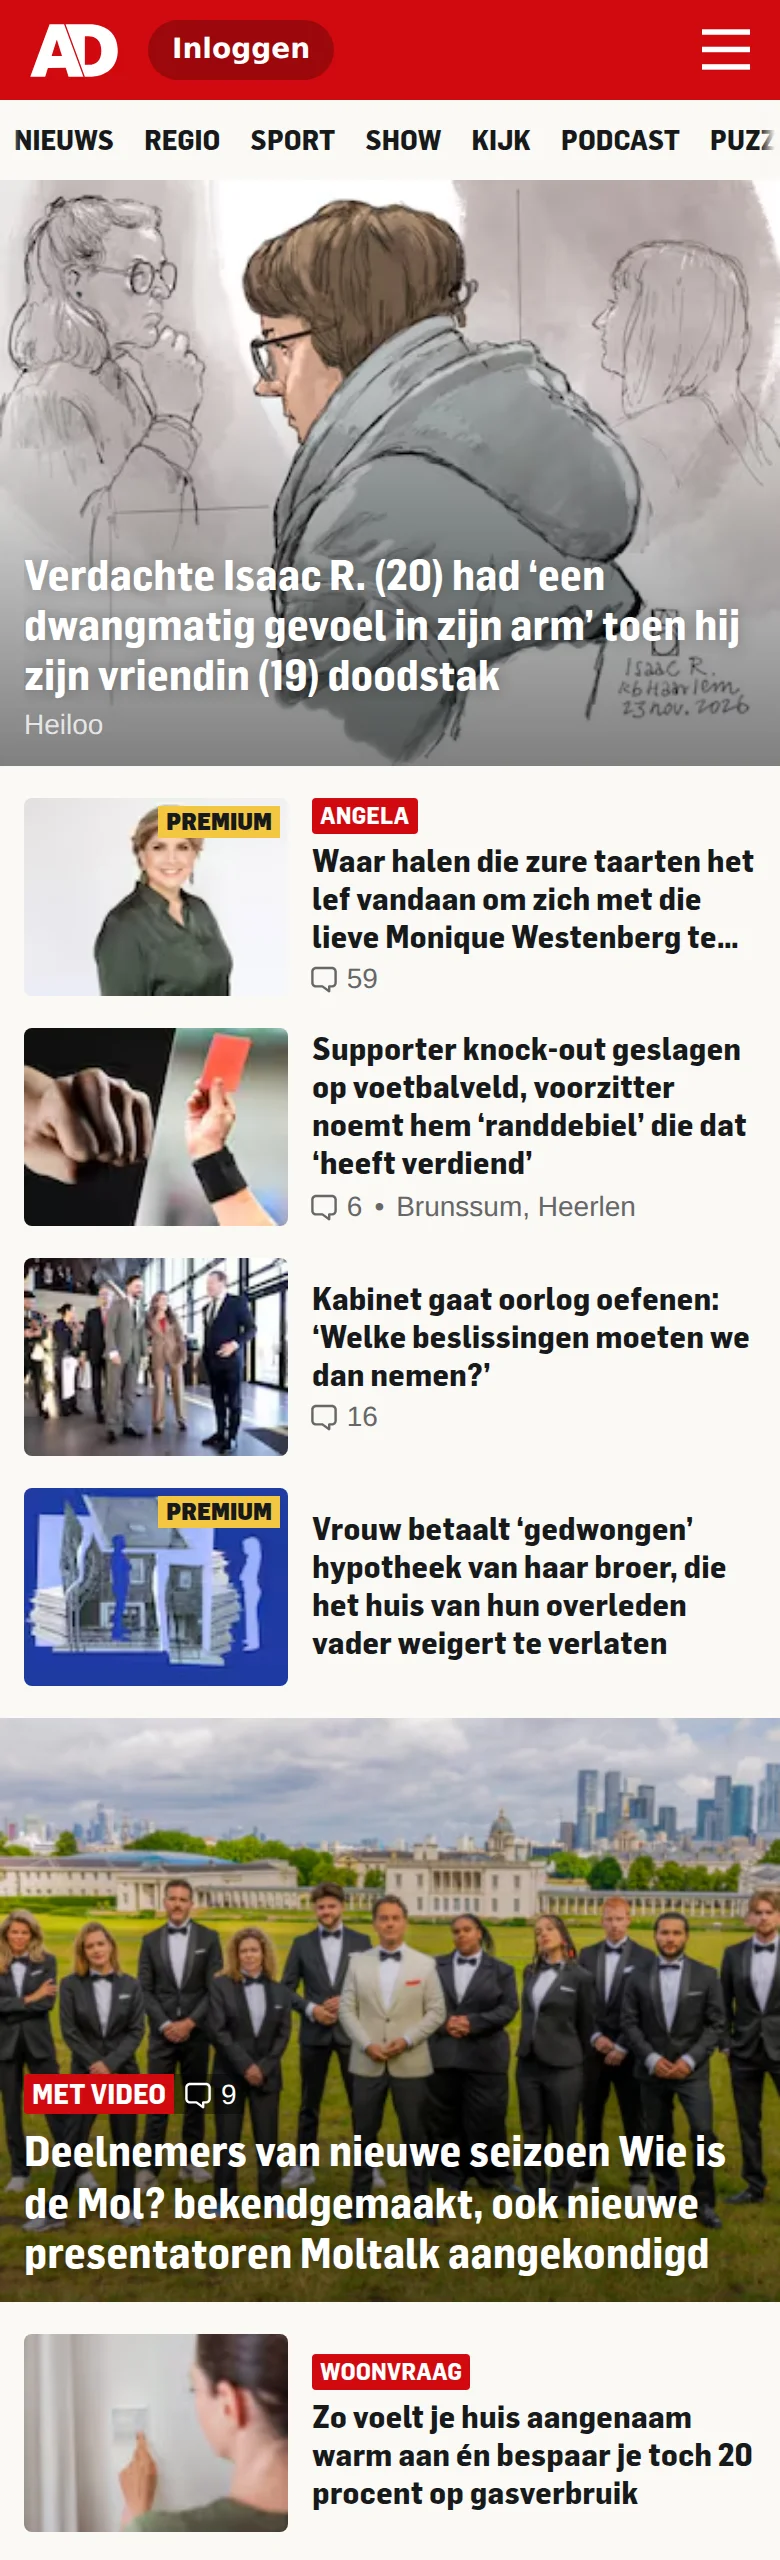 AD
Inloggen
NIEUWS REGIO SPORT SHOW KIJK PODCAST PUZZ
Verdachte Isaac R. (20) had ‘een
dwangmatig gevoel in zijn arm’ toen hij
zijn vriendin (19) doodstak
Heiloo
Isaac R.
Rb Haarlem
23 nov. 2026
PREMIUM
ANGELA
Waar halen die zure taarten het
lef vandaan om zich met die
lieve Monique Westenberg te...
59
Supporter knock-out geslagen
op voetbalveld, voorzitter
noemt hem ‘randdebiel’ die dat
‘heeft verdiend’
6 • Brunssum, Heerlen
Kabinet gaat oorlog oefenen:
‘Welke beslissingen moeten we
dan nemen?’
16
PREMIUM
Vrouw betaalt ‘gedwongen’
hypotheek van haar broer, die
het huis van hun overleden
vader weigert te verlaten
MET VIDEO 9
Deelnemers van nieuwe seizoen Wie is
de Mol? bekendgemaakt, ook nieuwe
presentatoren Moltalk aangekondigd
WOONVRAAG
Zo voelt je huis aangenaam
warm aan én bespaar je toch 20
procent op gasverbruik